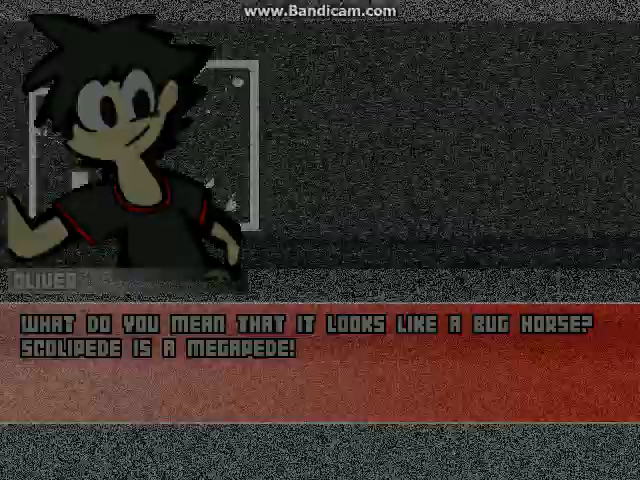 www.Bandicam.com
OLIVER
WHAT DO YOU MEAN THAT IT LOOKS LIKE A BUG HORSE?
SCOLIPEDE IS A MEGAPEDE!